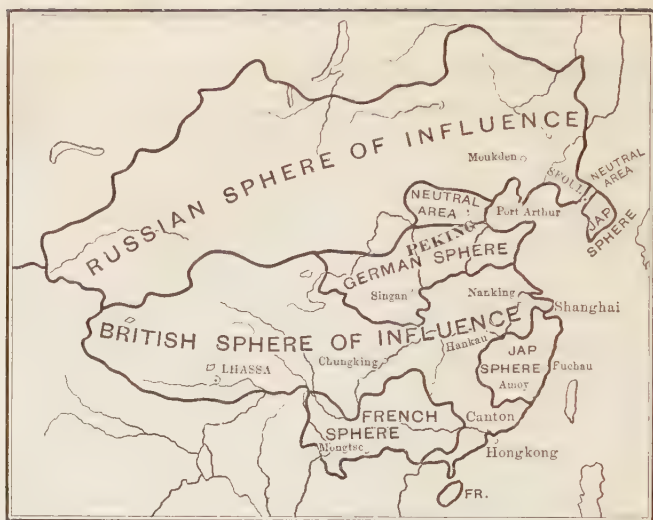 RUSSIAN SPHERE OF INFLUENCE
Moukden
SEOUL
NEUTRAL
AREA
NEUTRAL
AREA
Port Arthur
JAP
SPHERE
PEKING
GERMAN SPHERE
Singan
Nanking
Shanghai
BRITISH SPHERE OF INFLUENCE
Hankau
Chungking
JAP
SPHERE
Fuchau
LHASSA
Amoy
FRENCH
SPHERE
Canton
Mongtse
Hongkong
FR.